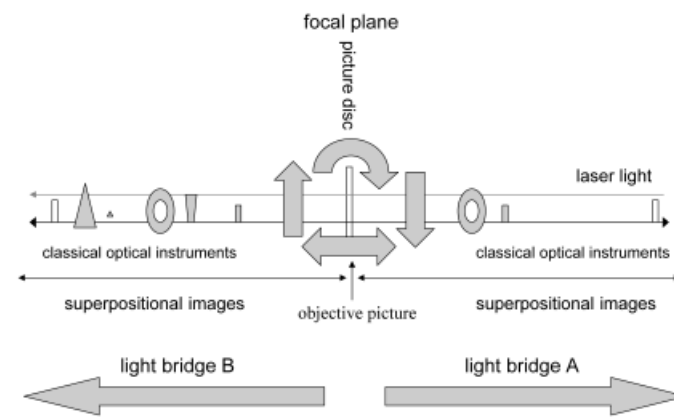 focal plane
picture disc
laser light
classical optical instruments
classical optical instruments
superpositional images
superpositional images
objective picture
light bridge B
light bridge A